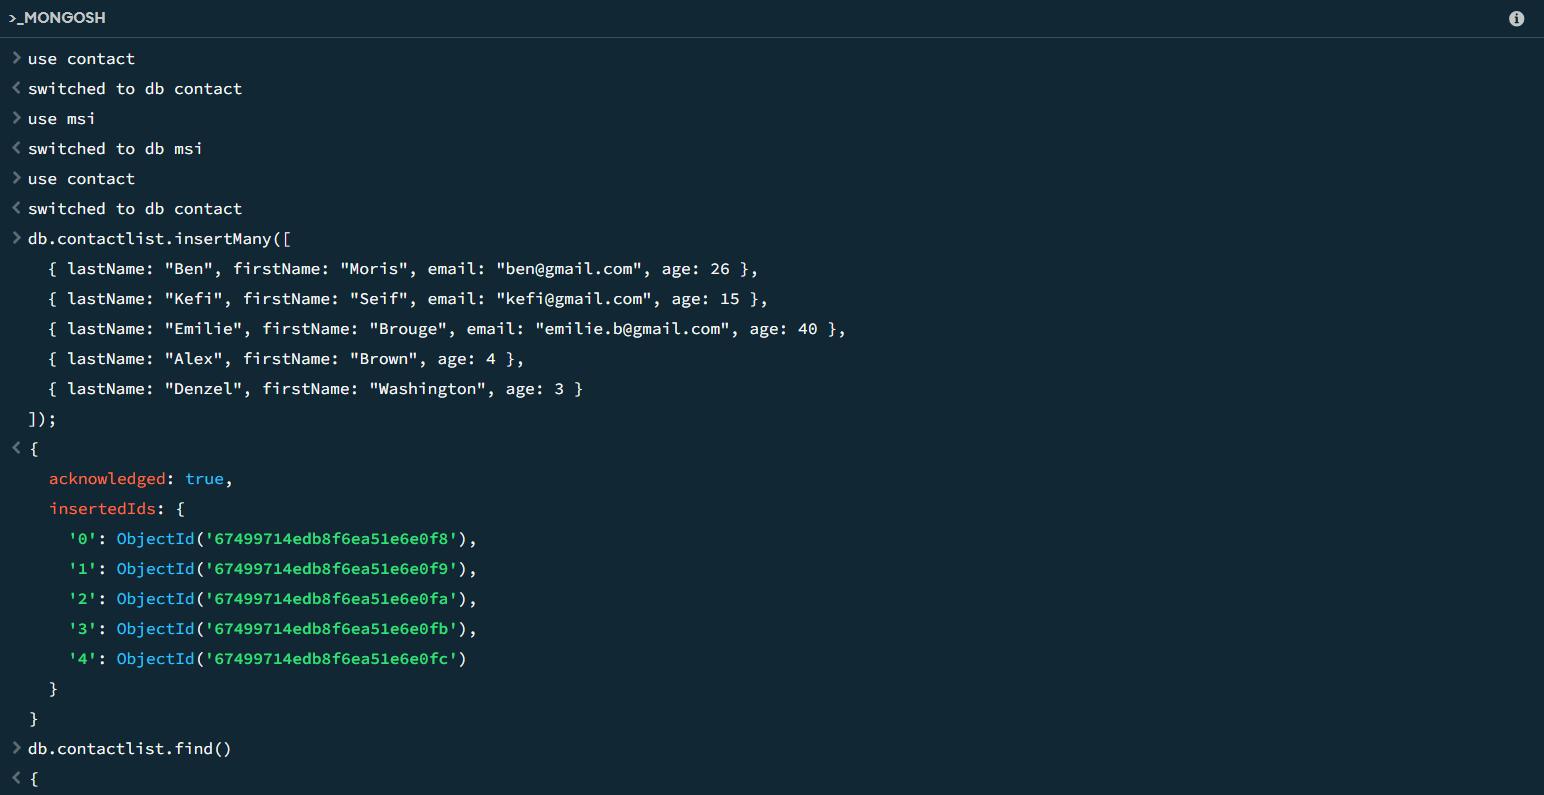 >_MONGOSH
> use contact
< switched to db contact
> use msi
< switched to db msi
> use contact
< switched to db contact
> db.contactlist.insertMany([
    { lastName: "Ben", firstName: "Moris", email: "ben@gmail.com", age: 26 },
    { lastName: "Kefi", firstName: "Seif", email: "kefi@gmail.com", age: 15 },
    { lastName: "Emilie", firstName: "Brouge", email: "emilie.b@gmail.com", age: 40 },
    { lastName: "Alex", firstName: "Brown", age: 4 },
    { lastName: "Denzel", firstName: "Washington", age: 3 }
  ]);
< {
    acknowledged: true,
    insertedIds: {
      '0': ObjectId('67499714edb8f6ea51e6e0f8'),
      '1': ObjectId('67499714edb8f6ea51e6e0f9'),
      '2': ObjectId('67499714edb8f6ea51e6e0fa'),
      '3': ObjectId('67499714edb8f6ea51e6e0fb'),
      '4': ObjectId('67499714edb8f6ea51e6e0fc')
    }
  }
> db.contactlist.find()
< {